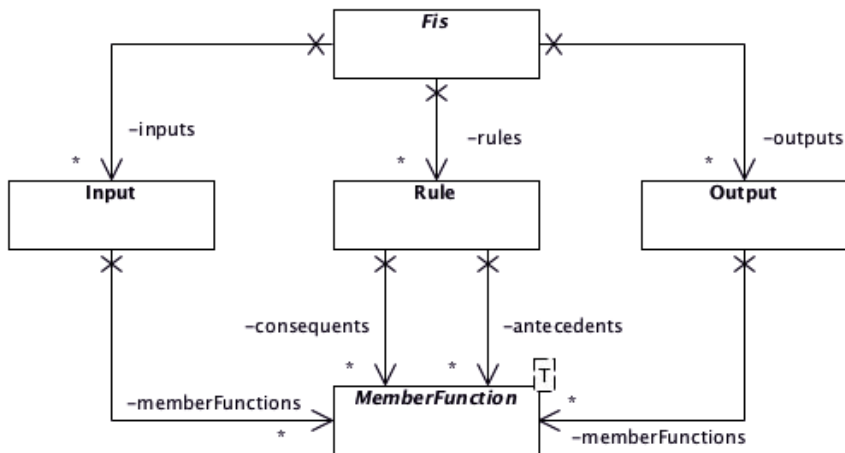 Fis
-inputs
-rules
-outputs
*
*
*
Input
Rule
Output
-consequents
-antecedents
*
*
T
MemberFunction
-memberFunctions
*
*
-memberFunctions